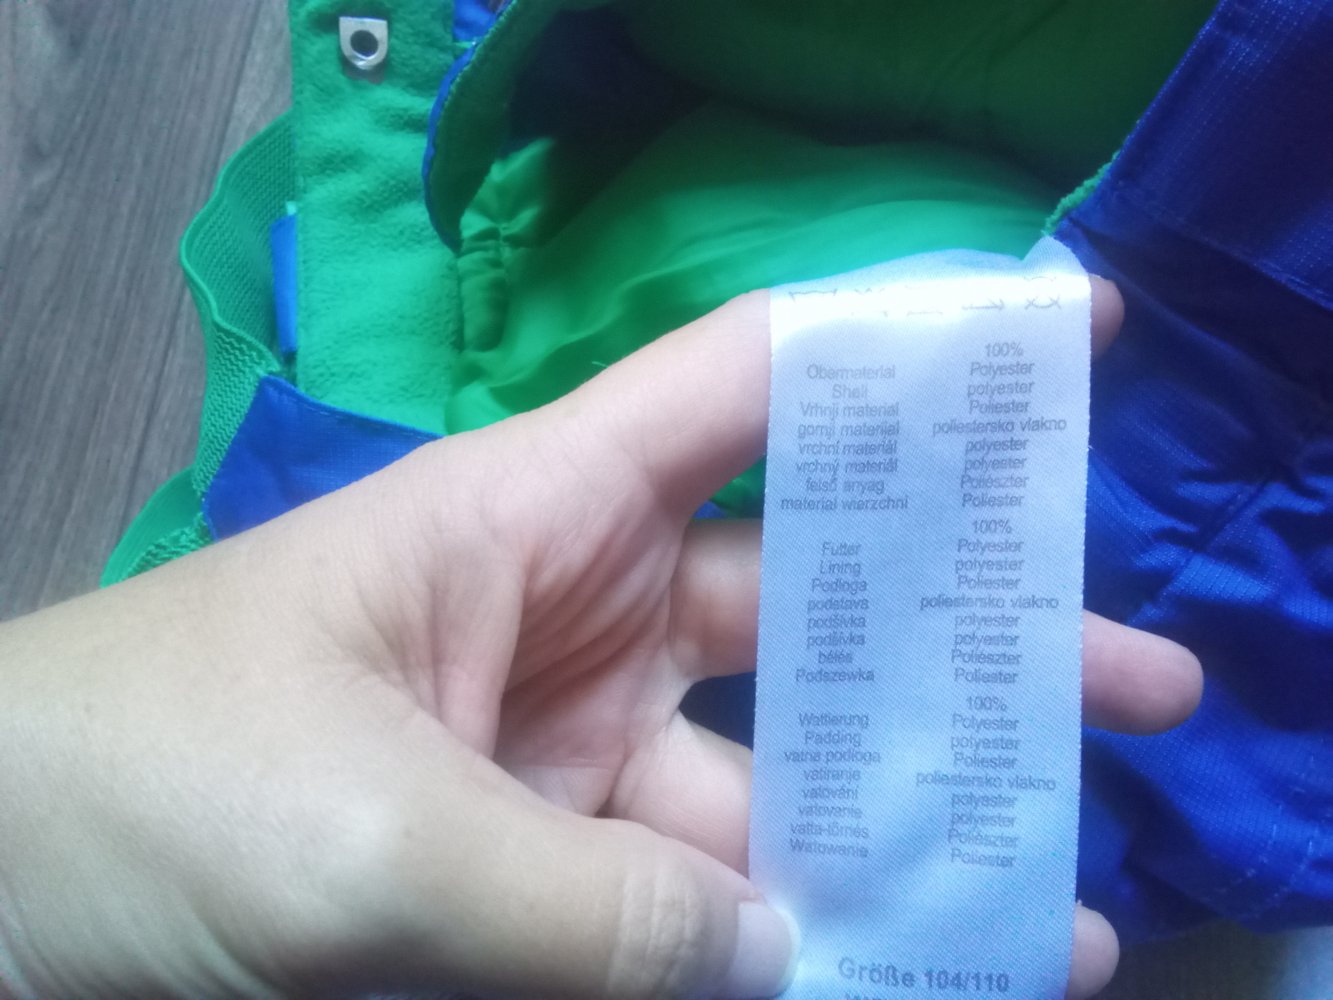 100%
Obermaterial Polyester
Shell polyester
Vrhnji material Poliester
gornji materijal poliestersko vlakno
vrchní materiál polyester
vrchný materiál polyester
felső anyag Poliészter
materiał wierzchni Poliester
100%
Futter Polyester
Lining polyester
Podloga Poliester
podstava poliestersko vlakno
podšívka polyester
podšívka polyester
bélés Poliészter
Podszewka Poliester
100%
Wattierung Polyester
Padding polyester
vatna podloga Poliester
vatiranje poliestersko vlakno
vatování polyester
vatovanie polyester
vatta-tömés Poliészter
Watowanie Poliester
Größe 104/110